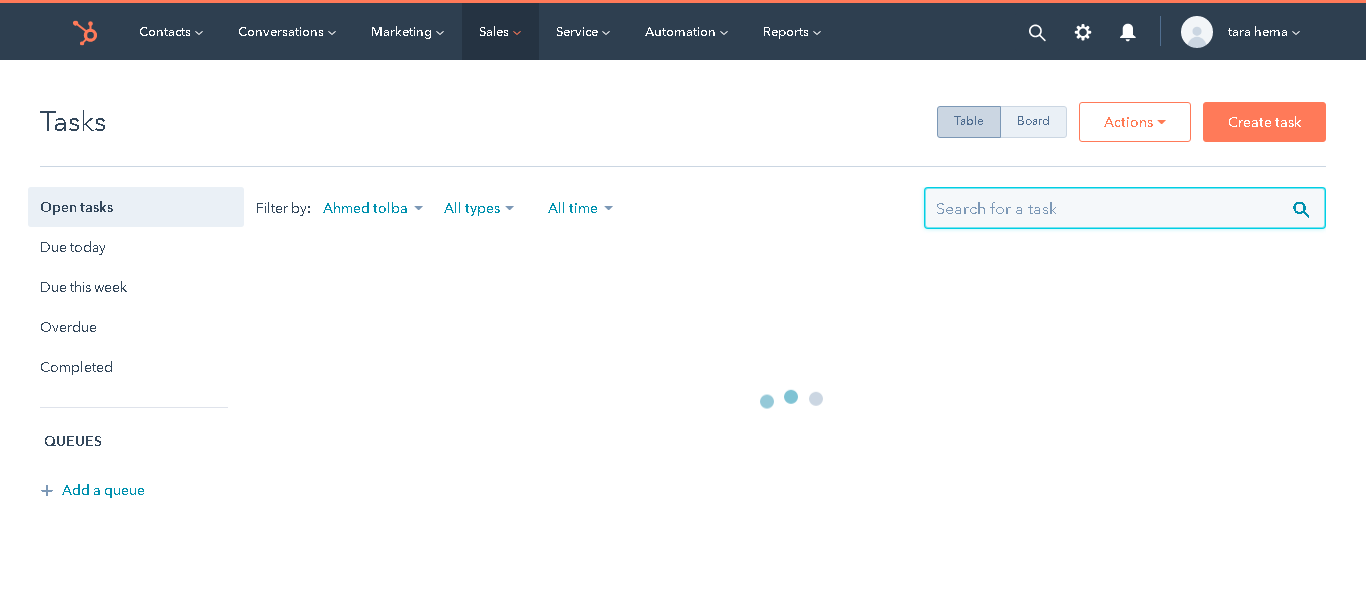 Contacts Conversations Marketing Sales Service Automation Reports tara hema
Tasks Table Board Actions Create task
Open tasks Filter by: Ahmed tolba All types All time Search for a task
Due today
Due this week
Overdue
Completed
QUEUES
+ Add a queue